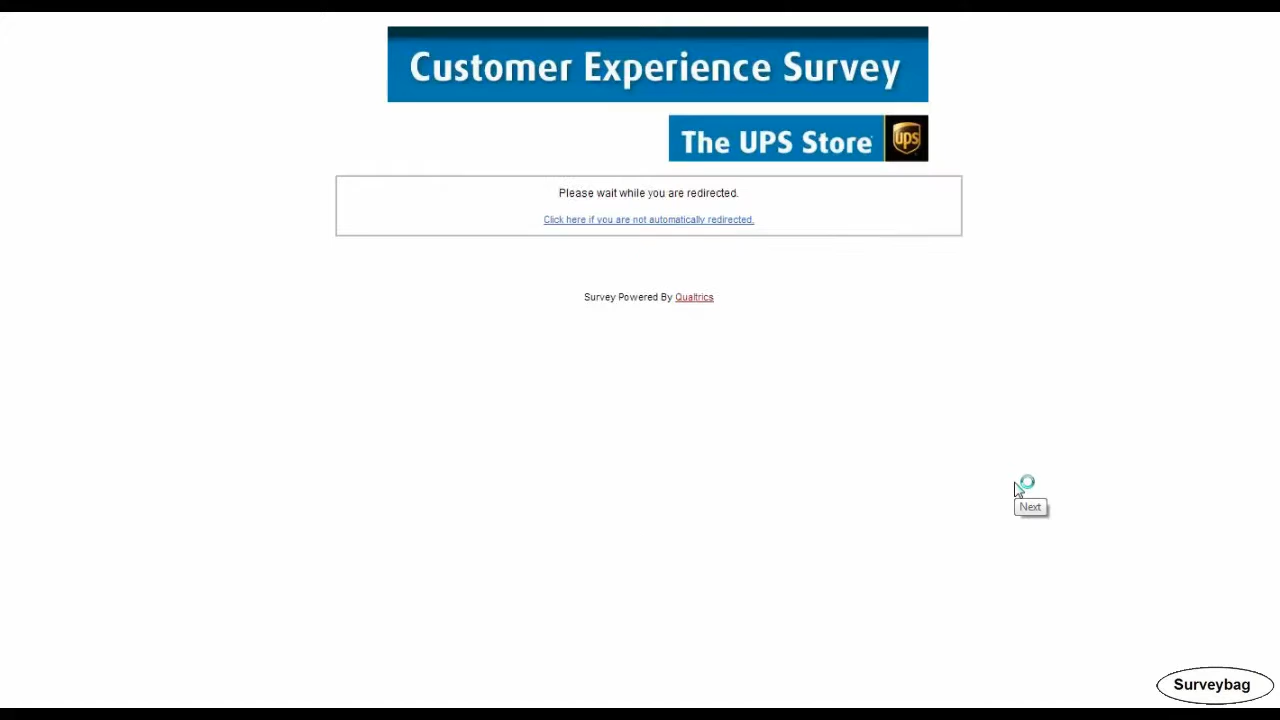 Customer Experience Survey
The UPS Store
ups
Please wait while you are redirected.
Click here if you are not automatically redirected.
Survey Powered By Qualtrics
Next
Surveybag